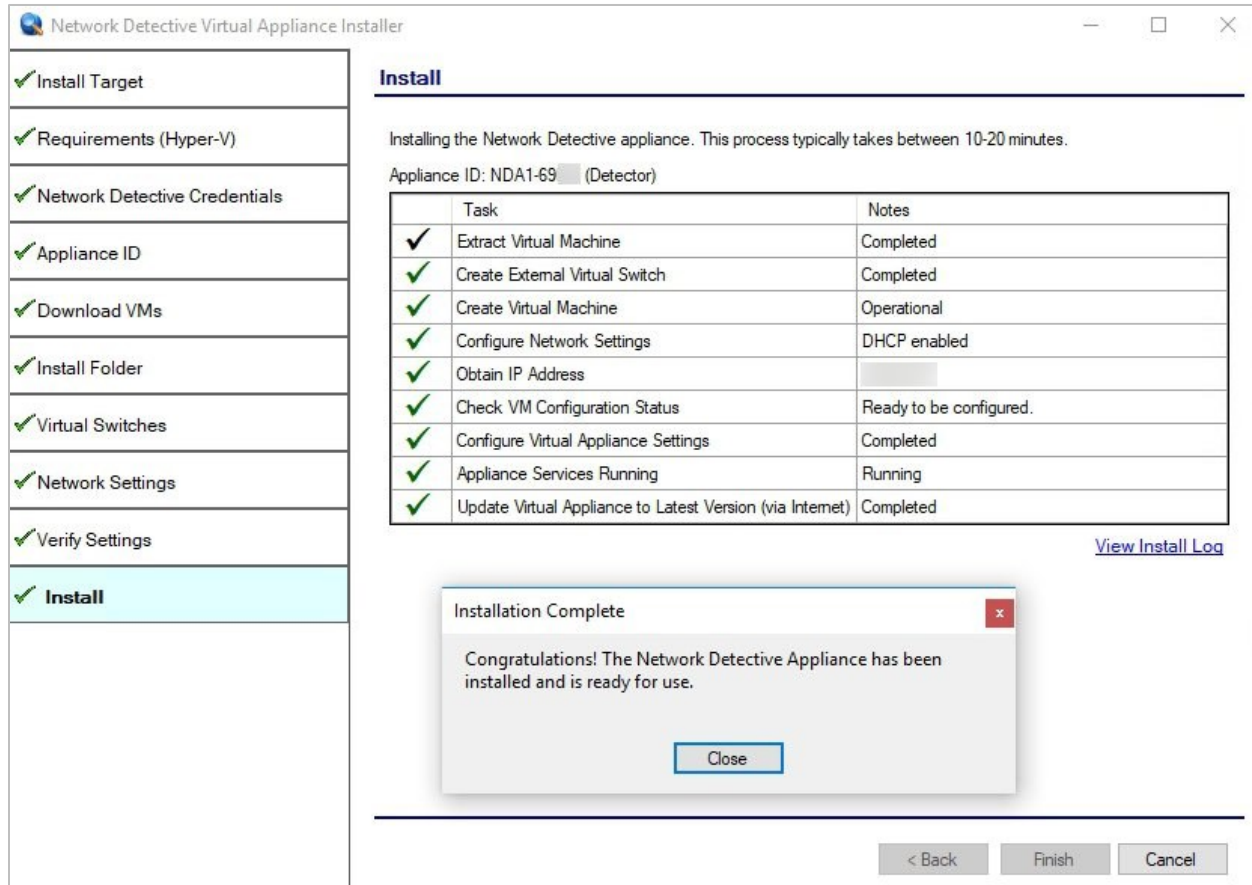 Network Detective Virtual Appliance Installer
Install Target
Requirements (Hyper-V)
Network Detective Credentials
Appliance ID
Download VMs
Install Folder
Virtual Switches
Network Settings
Verify Settings
Install
Install
Installing the Network Detective appliance. This process typically takes between 10-20 minutes.
Appliance ID: NDA1-69 (Detector)
Task Notes
Extract Virtual Machine Completed
Create External Virtual Switch Completed
Create Virtual Machine Operational
Configure Network Settings DHCP enabled
Obtain IP Address
Check VM Configuration Status Ready to be configured.
Configure Virtual Appliance Settings Completed
Appliance Services Running Running
Update Virtual Appliance to Latest Version (via Internet) Completed
View Install Log
Installation Complete
x
Congratulations! The Network Detective Appliance has been
installed and is ready for use.
Close
< Back Finish Cancel